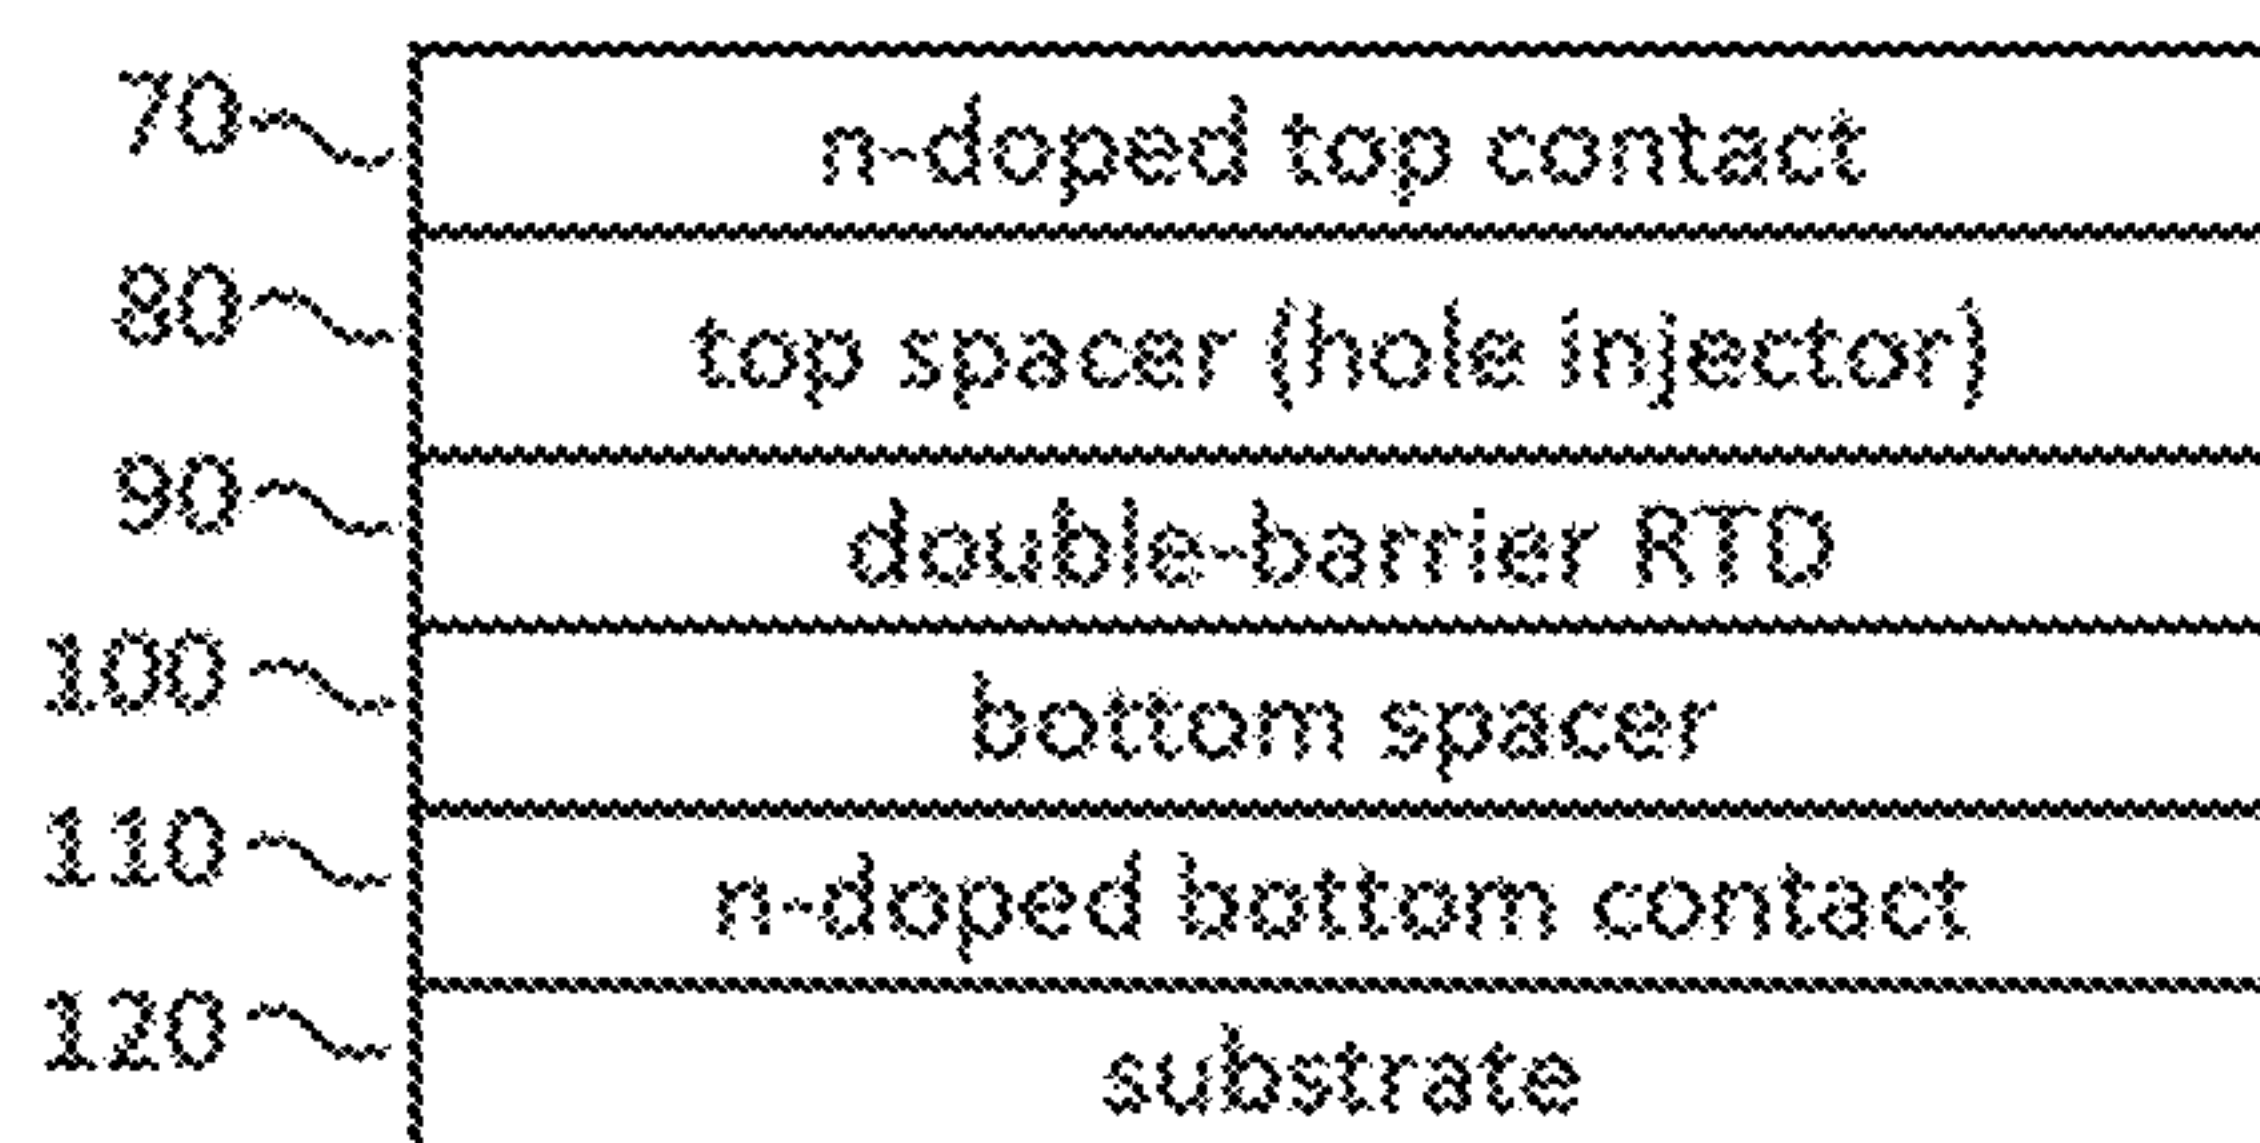 70 n-doped top contact
80 top spacer (hole injector)
90 double-barrier RTD
100 bottom spacer
110 n-doped bottom contact
120 substrate